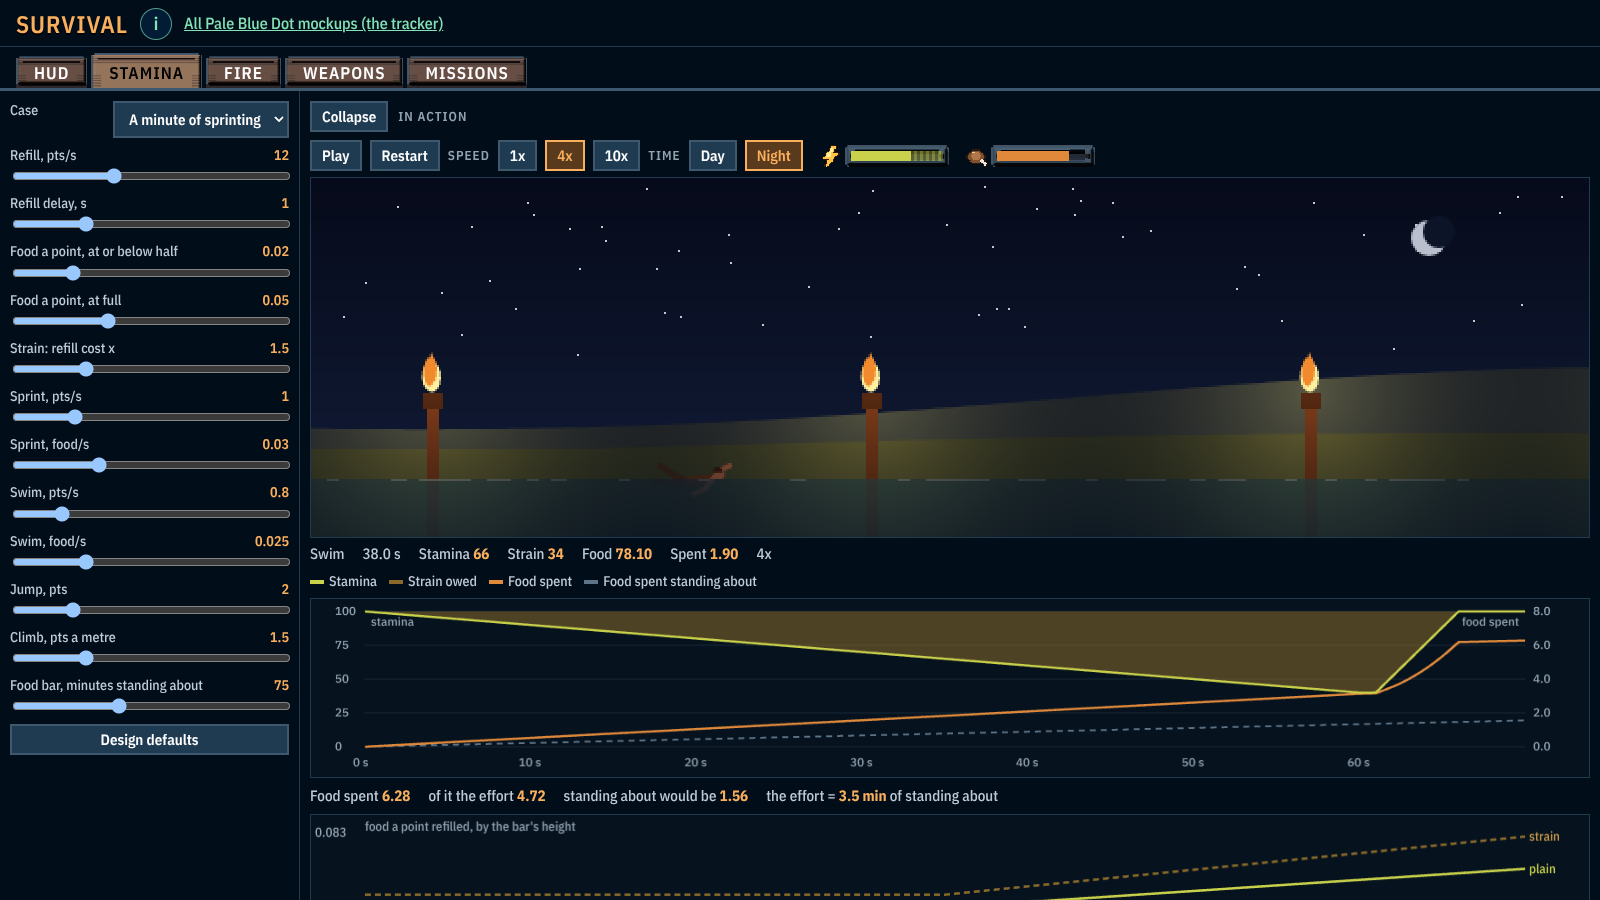 SURVIVAL i All Pale Blue Dot mockups (the tracker)
HUD STAMINA FIRE WEAPONS MISSIONS
Case A minute of sprinting
Refill, pts/s 12
Refill delay, s 1
Food a point, at or below half 0.02
Food a point, at full 0.05
Strain: refill cost x 1.5
Sprint, pts/s 1
Sprint, food/s 0.03
Swim, pts/s 0.8
Swim, food/s 0.025
Jump, pts 2
Climb, pts a metre 1.5
Food bar, minutes standing about 75
Design defaults
Collapse IN ACTION
Play Restart SPEED 1x 4x 10x TIME Day Night
Swim 38.0 s Stamina 66 Strain 34 Food 78.10 Spent 1.90 4x
Stamina Strain owed Food spent Food spent standing about
100 8.0
stamina food spent
75 6.0
50 4.0
25 2.0
0 0.0
0 s 10 s 20 s 30 s 40 s 50 s 60 s
Food spent 6.28 of it the effort 4.72 standing about would be 1.56 the effort = 3.5 min of standing about
0.083 food a point refilled, by the bar's height
strain
plain